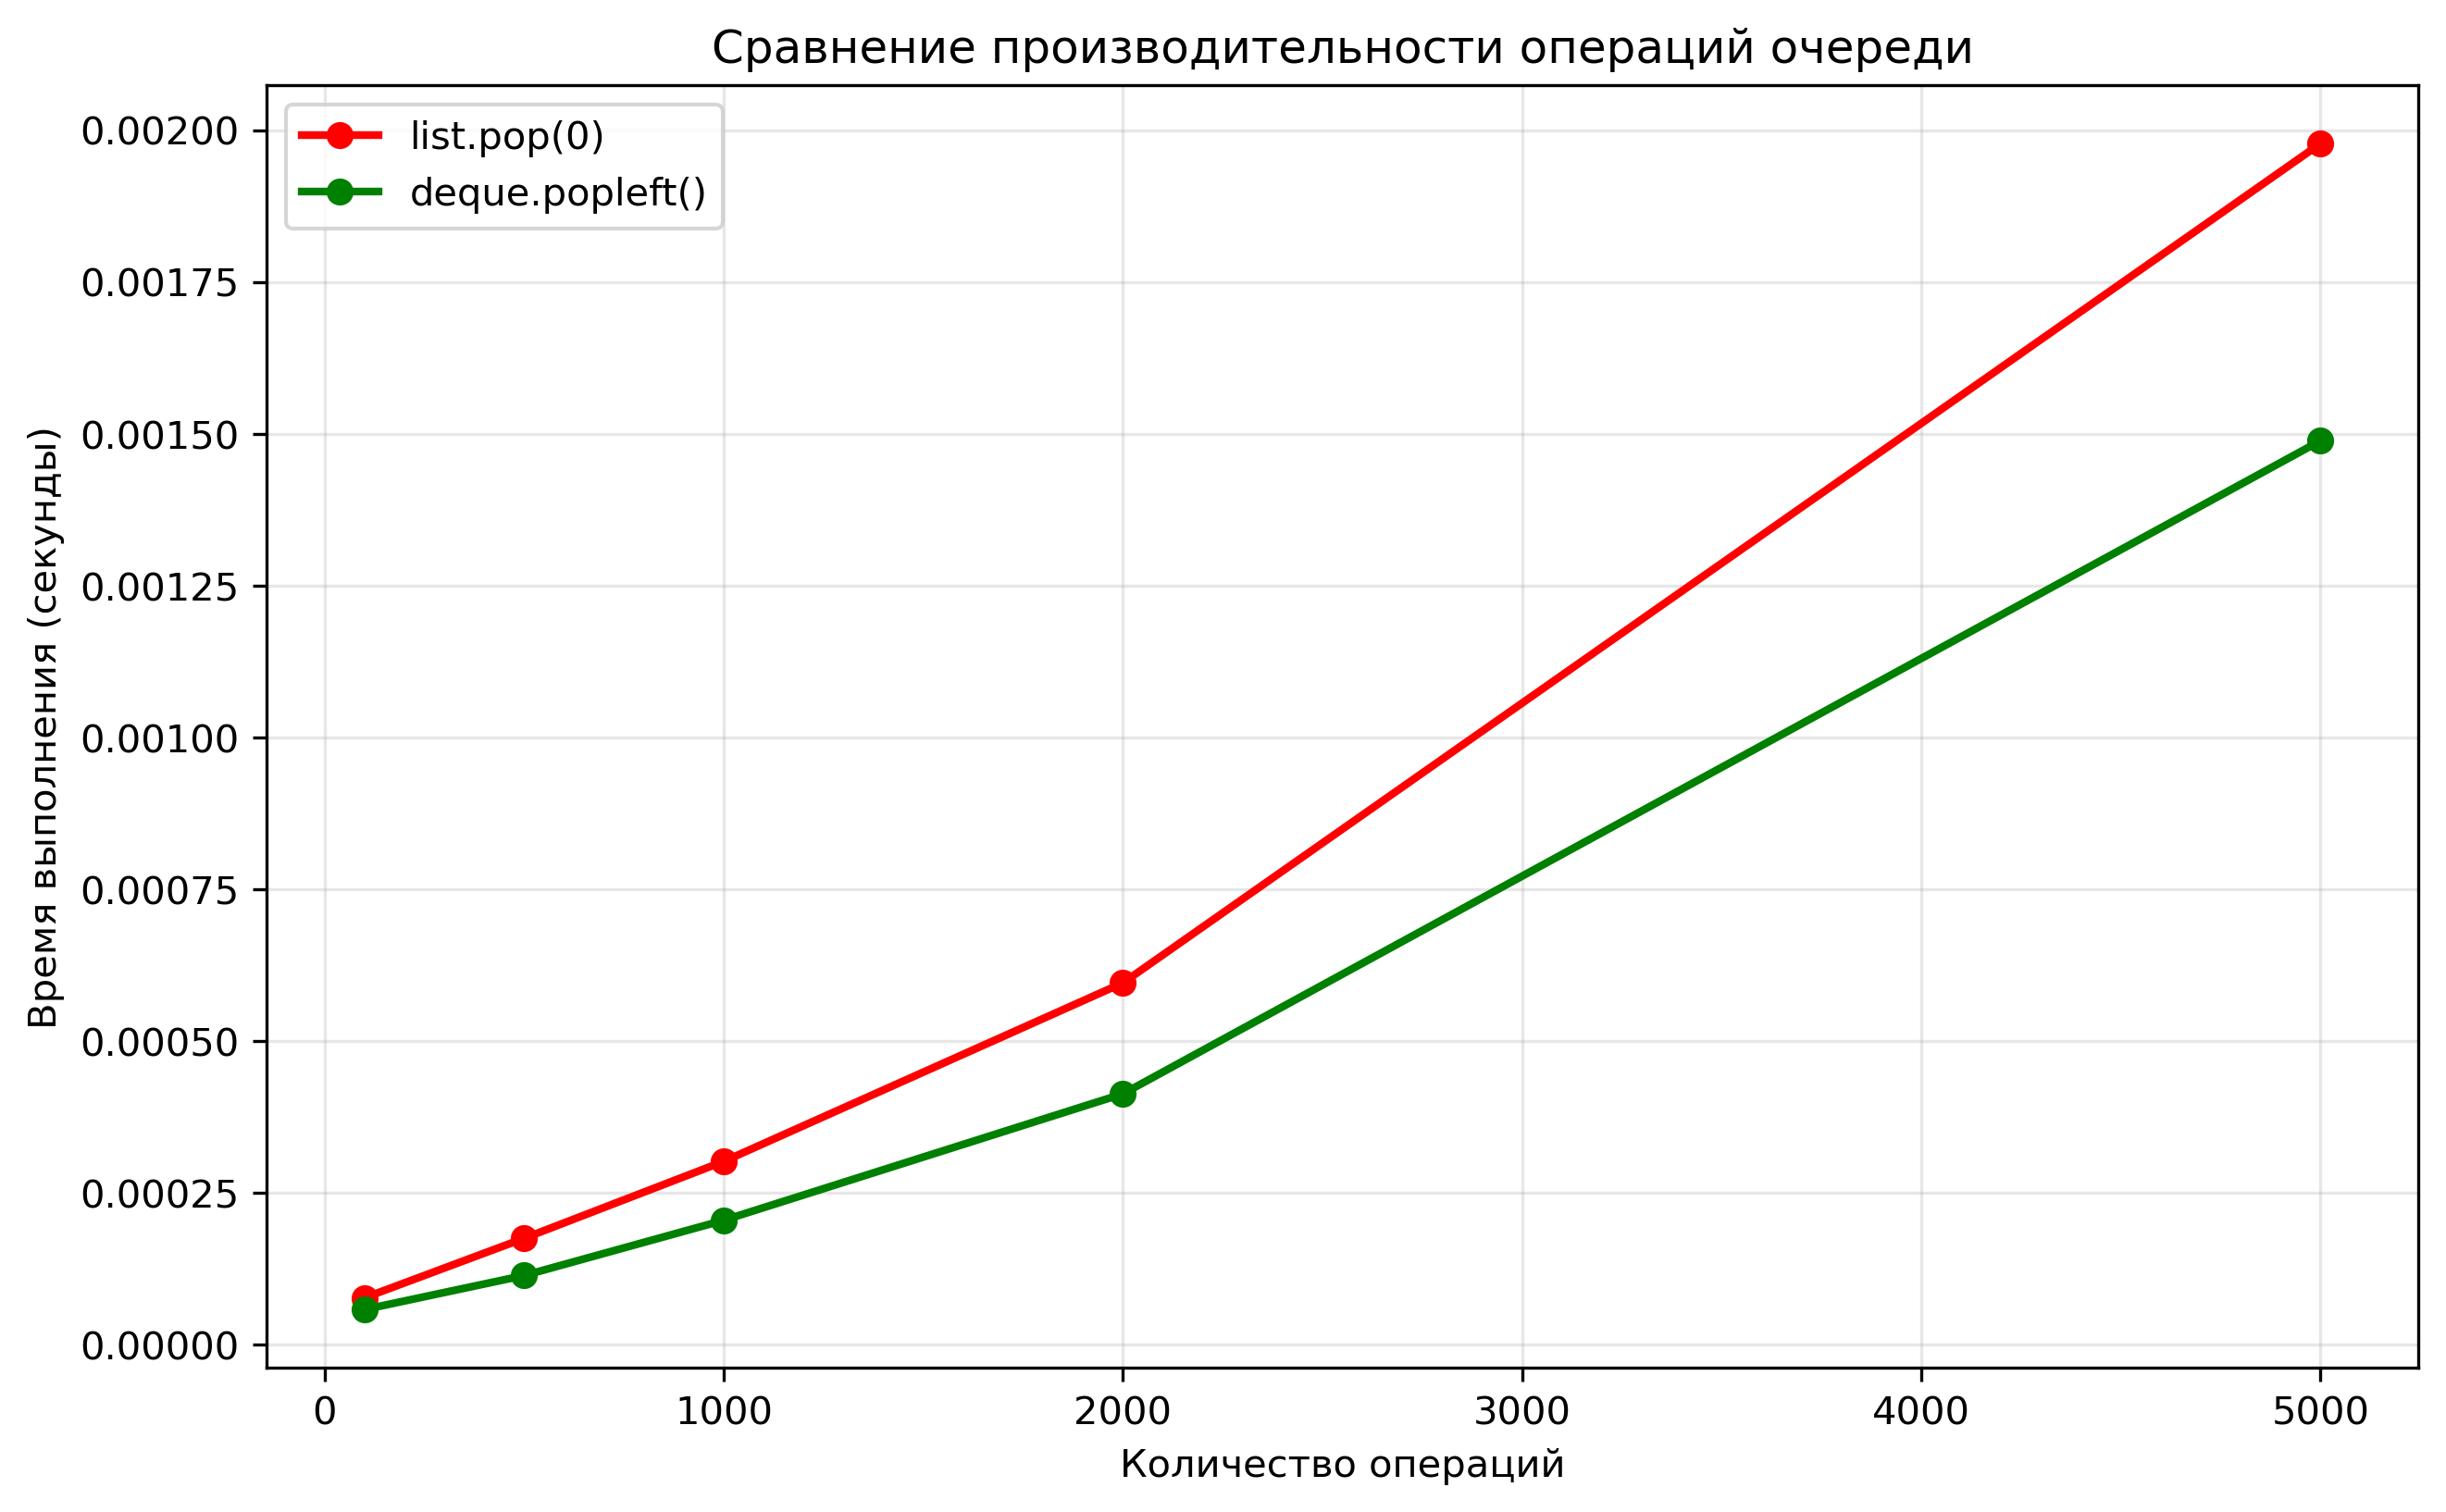 Сравнение производительности операций очереди
list.pop(0)
deque.popleft()
Время выполнения (секунды)
0.00200
0.00175
0.00150
0.00125
0.00100
0.00075
0.00050
0.00025
0.00000
0 1000 2000 3000 4000 5000
Количество операций